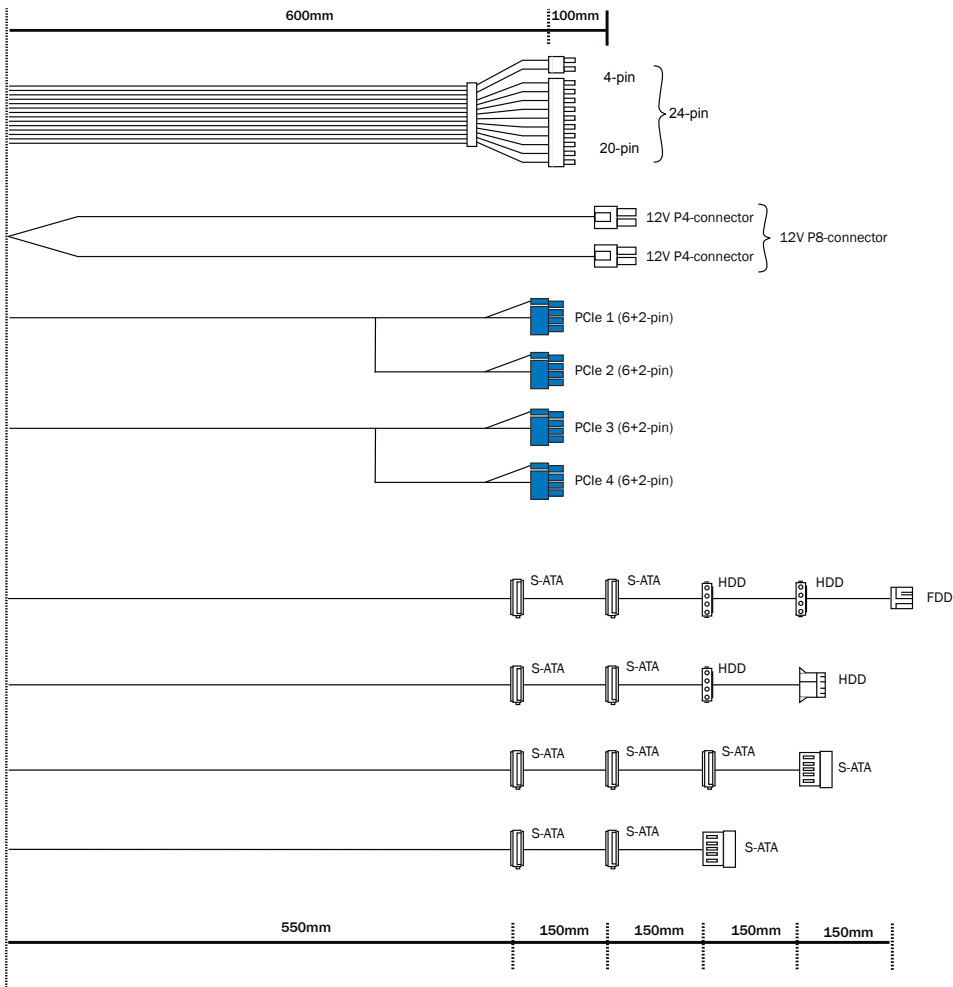 600mm
100mm
4-pin
24-pin
20-pin
12V P4-connector
12V P8-connector
12V P4-connector
PCIe 1 (6+2-pin)
PCIe 2 (6+2-pin)
PCIe 3 (6+2-pin)
PCIe 4 (6+2-pin)
S-ATA
S-ATA
HDD
HDD
FDD
S-ATA
S-ATA
HDD
HDD
S-ATA
S-ATA
S-ATA
S-ATA
S-ATA
S-ATA
S-ATA
550mm
150mm
150mm
150mm
150mm